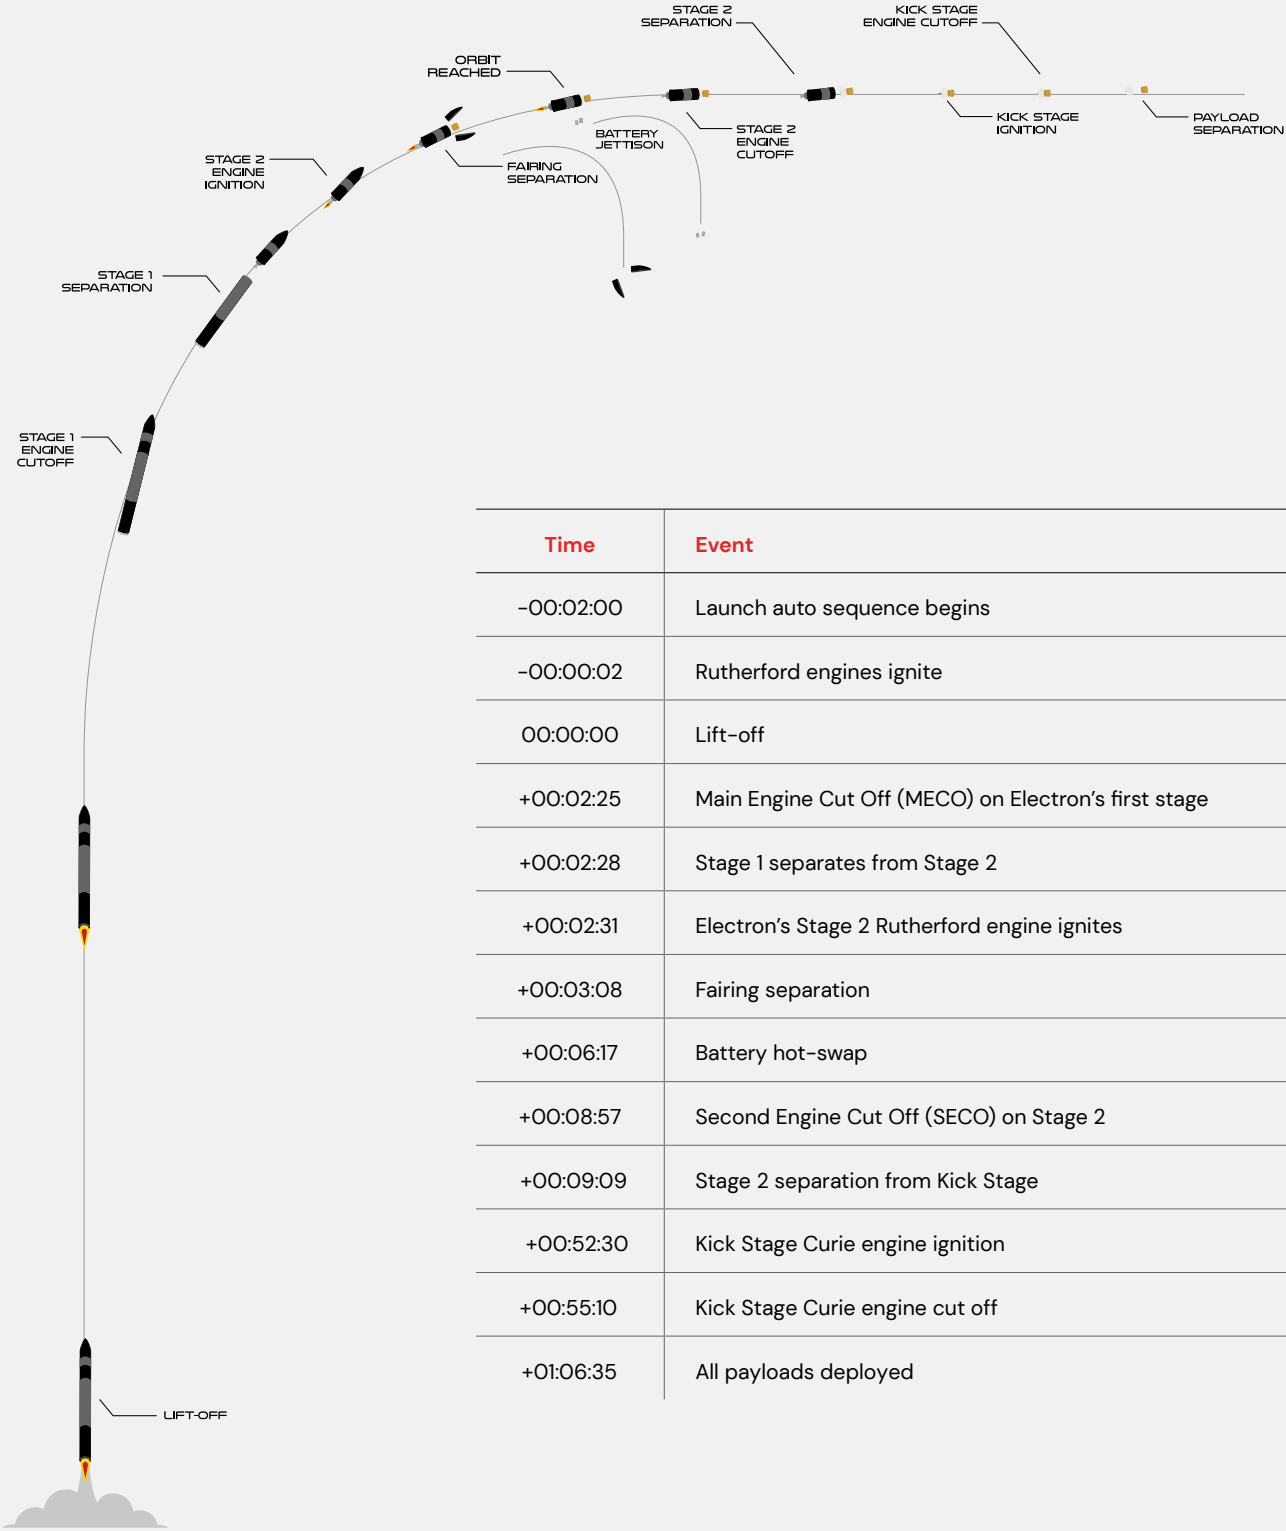 STAGE 2
SEPARATION
KICK STAGE
ENGINE CUTOFF
ORBIT
REACHED
KICK STAGE
IGNITION
PAYLOAD
SEPARATION
BATTERY
JETTISON
STAGE 2
ENGINE
CUTOFF
STAGE 2
ENGINE
IGNITION
FAIRING
SEPARATION
STAGE 1
SEPARATION
STAGE 1
ENGINE
CUTOFF
LIFT-OFF
Time Event
-00:02:00 Launch auto sequence begins
-00:00:02 Rutherford engines ignite
00:00:00 Lift-off
+00:02:25 Main Engine Cut Off (MECO) on Electron’s first stage
+00:02:28 Stage 1 separates from Stage 2
+00:02:31 Electron’s Stage 2 Rutherford engine ignites
+00:03:08 Fairing separation
+00:06:17 Battery hot-swap
+00:08:57 Second Engine Cut Off (SECO) on Stage 2
+00:09:09 Stage 2 separation from Kick Stage
+00:52:30 Kick Stage Curie engine ignition
+00:55:10 Kick Stage Curie engine cut off
+01:06:35 All payloads deployed